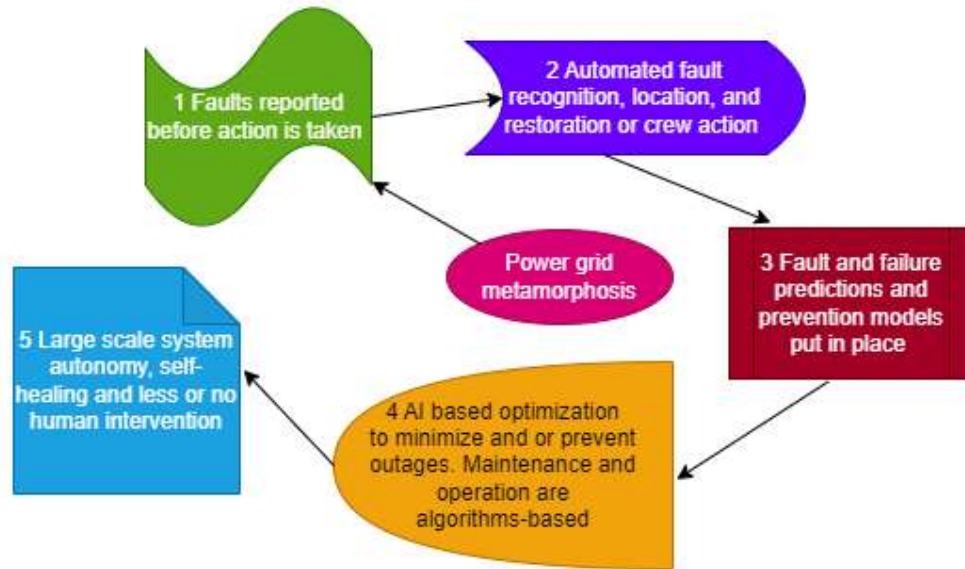 1 Faults reported
before action is taken
2 Automated fault
recognition, location, and
restoration or crew action
Power grid
metamorphosis
3 Fault and failure
predictions and
prevention models
put in place
5 Large scale system
autonomy, self-
healing and less or no
human intervention
4 AI based optimization
to minimize and or prevent
outages. Maintenance and
operation are
algorithms-based